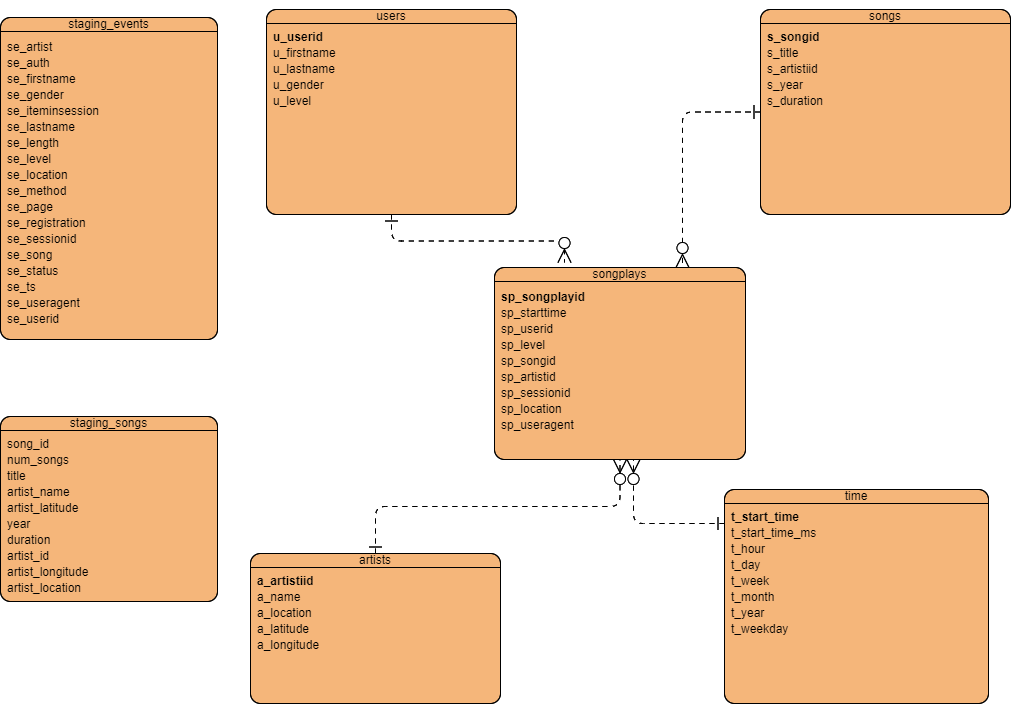 staging_events
se_artist
se_auth
se_firstname
se_gender
se_iteminsession
se_lastname
se_length
se_level
se_location
se_method
se_page
se_registration
se_sessionid
se_song
se_status
se_ts
se_useragent
se_userid
users
u_userid
u_firstname
u_lastname
u_gender
u_level
songs
s_songid
s_title
s_artistiid
s_year
s_duration
songplays
sp_songplayid
sp_starttime
sp_userid
sp_level
sp_songid
sp_artistid
sp_sessionid
sp_location
sp_useragent
staging_songs
song_id
num_songs
title
artist_name
artist_latitude
year
duration
artist_id
artist_longitude
artist_location
artists
a_artistiid
a_name
a_location
a_latitude
a_longitude
time
t_start_time
t_start_time_ms
t_hour
t_day
t_week
t_month
t_year
t_weekday